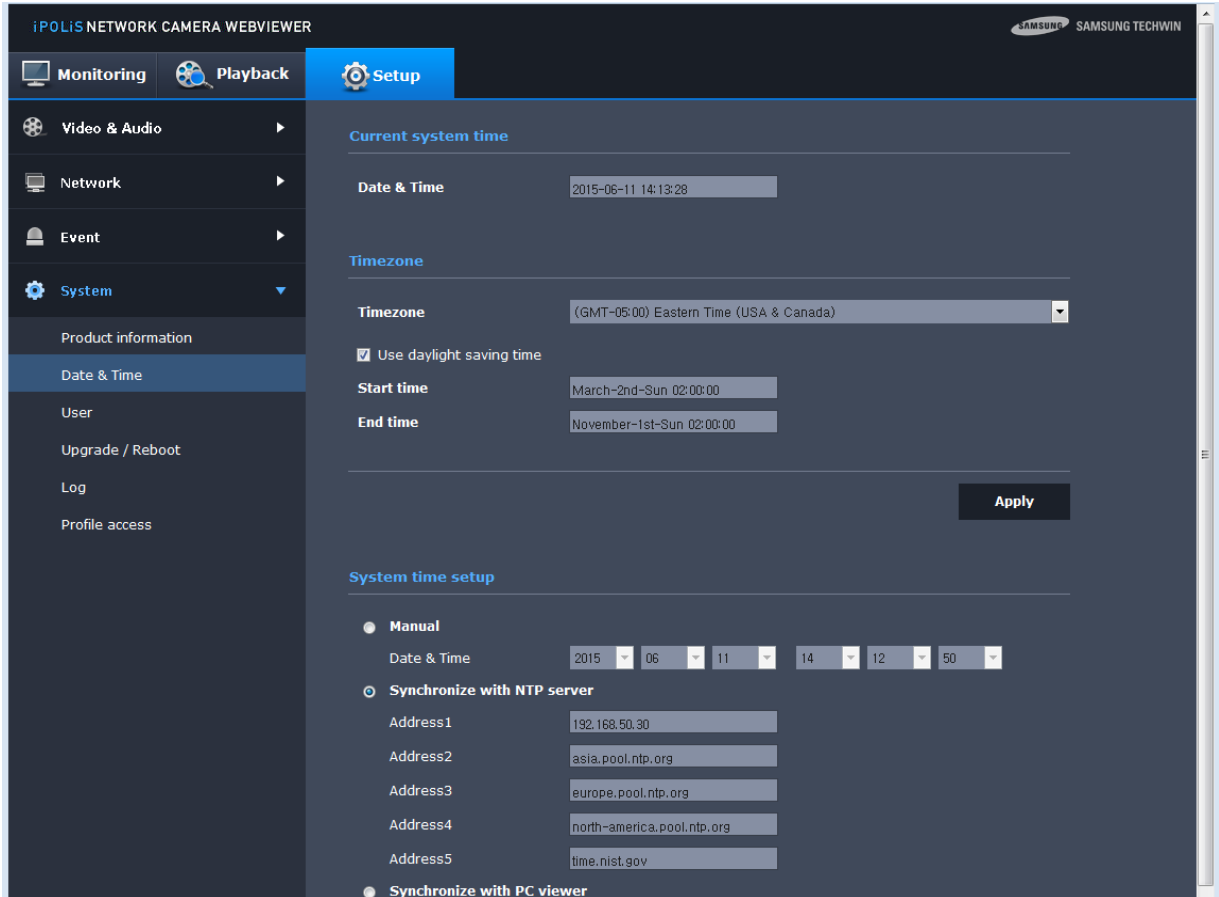 iPOLiS NETWORK CAMERA WEBVIEWER
SAMSUNG SAMSUNG TECHWIN
Monitoring Playback Setup
Video & Audio
Network
Event
System
Product information
Date & Time
User
Upgrade / Reboot
Log
Profile access
Current system time
Date & Time 2015-06-11 14:13:28
Timezone
Timezone (GMT-05:00) Eastern Time (USA & Canada)
Use daylight saving time
Start time March-2nd-Sun 02:00:00
End time November-1st-Sun 02:00:00
Apply
System time setup
Manual
Date & Time 2015 06 11 14 12 50
Synchronize with NTP server
Address1 192.168.50.30
Address2 asia.pool.ntp.org
Address3 europe.pool.ntp.org
Address4 north-america.pool.ntp.org
Address5 time.nist.gov
Synchronize with PC viewer